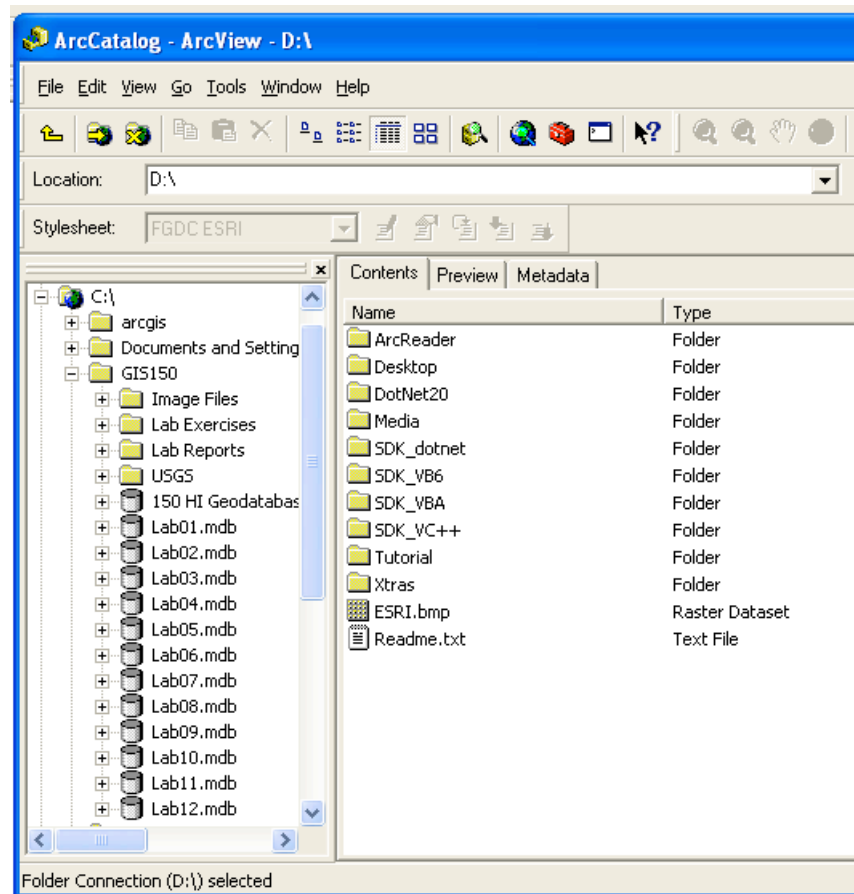 ArcCatalog - ArcView - D:\
File Edit View Go Tools Window Help
Location: D:\
Stylesheet: FGDC ESRI
C:\
arcgis
Documents and Setting
GIS150
Image Files
Lab Exercises
Lab Reports
USGS
150 HI Geodatabas
Lab01.mdb
Lab02.mdb
Lab03.mdb
Lab04.mdb
Lab05.mdb
Lab06.mdb
Lab07.mdb
Lab08.mdb
Lab09.mdb
Lab10.mdb
Lab11.mdb
Lab12.mdb
Contents Preview Metadata
Name Type
ArcReader Folder
Desktop Folder
DotNet20 Folder
Media Folder
SDK_dotnet Folder
SDK_VB6 Folder
SDK_VBA Folder
SDK_VC++ Folder
Tutorial Folder
Xtras Folder
ESRI.bmp Raster Dataset
Readme.txt Text File
Folder Connection (D:\) selected